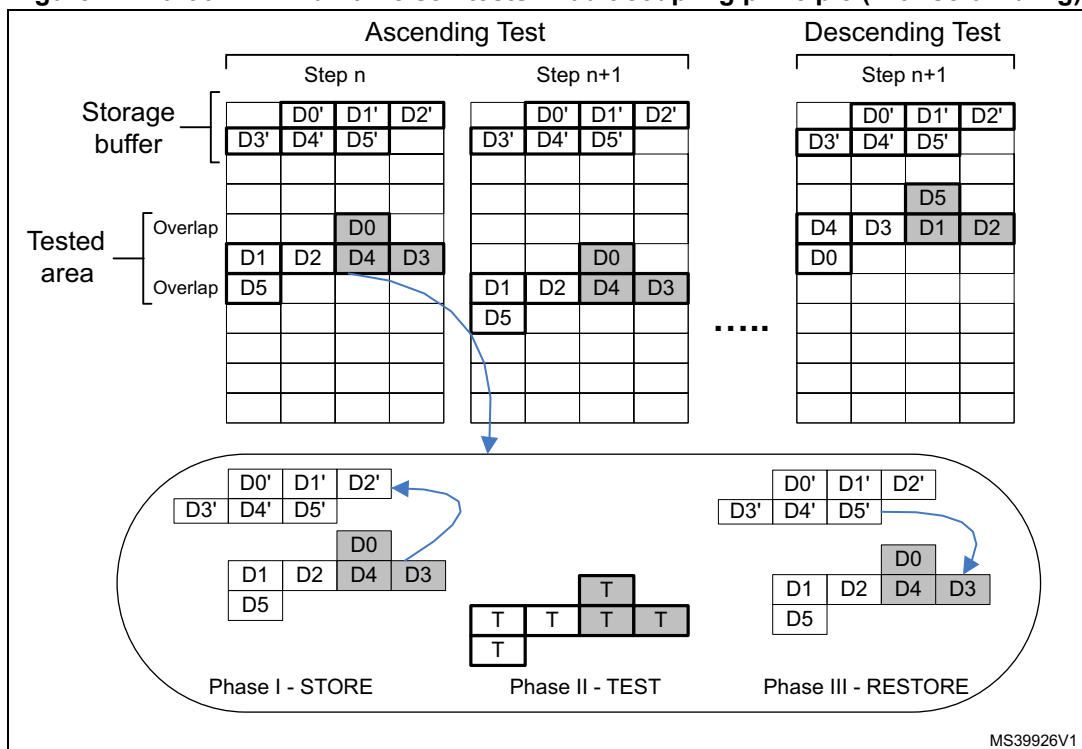 Ascending Test
Descending Test
Step n
Step n+1
Step n+1
Storage buffer
D0' D1' D2'
D3' D4' D5'
D0' D1' D2'
D3' D4' D5'
D0' D1' D2'
D3' D4' D5'
Tested area
Overlap
Overlap
D0
D1 D2 D4 D3
D5
D0
D1 D2 D4 D3
D5
.....
D5
D4 D3 D1 D2
D0
D0' D1' D2'
D3' D4' D5'
D0
D1 D2 D4 D3
D5
Phase I - STORE
T
T T T T
T
Phase II - TEST
D0' D1' D2'
D3' D4' D5'
D0
D1 D2 D4 D3
D5
Phase III - RESTORE
MS39926V1